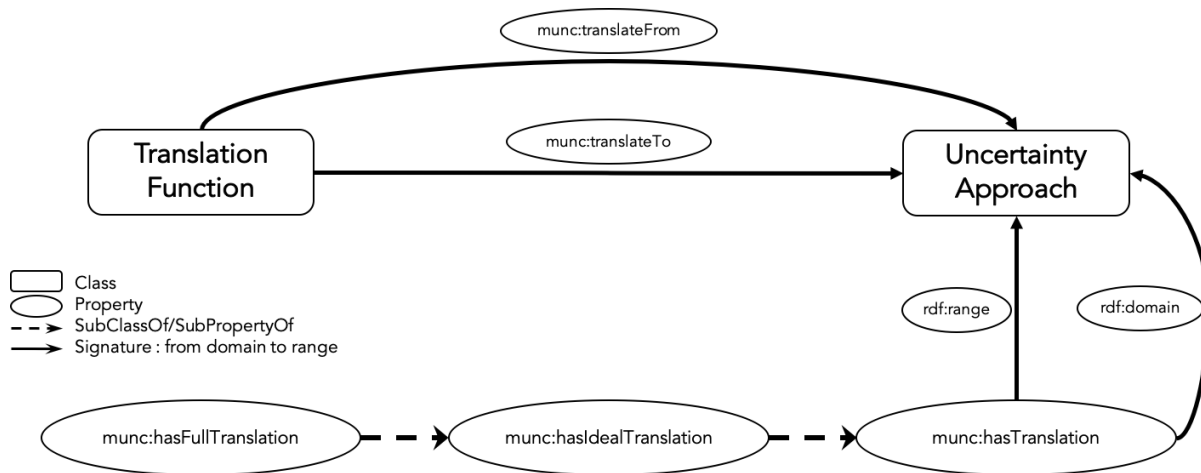 munc:translateFrom
Translation
Function
munc:translateTo
Uncertainty
Approach
Class
Property
SubClassOf/SubPropertyOf
Signature : from domain to range
rdf:range
rdf:domain
munc:hasFullTranslation
munc:hasIdealTranslation
munc:hasTranslation